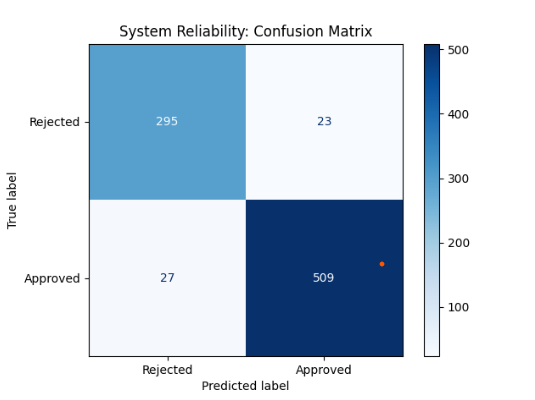 System Reliability: Confusion Matrix
True label
Rejected
295
23
Approved
27
509
Rejected
Approved
Predicted label
500
400
300
200
100